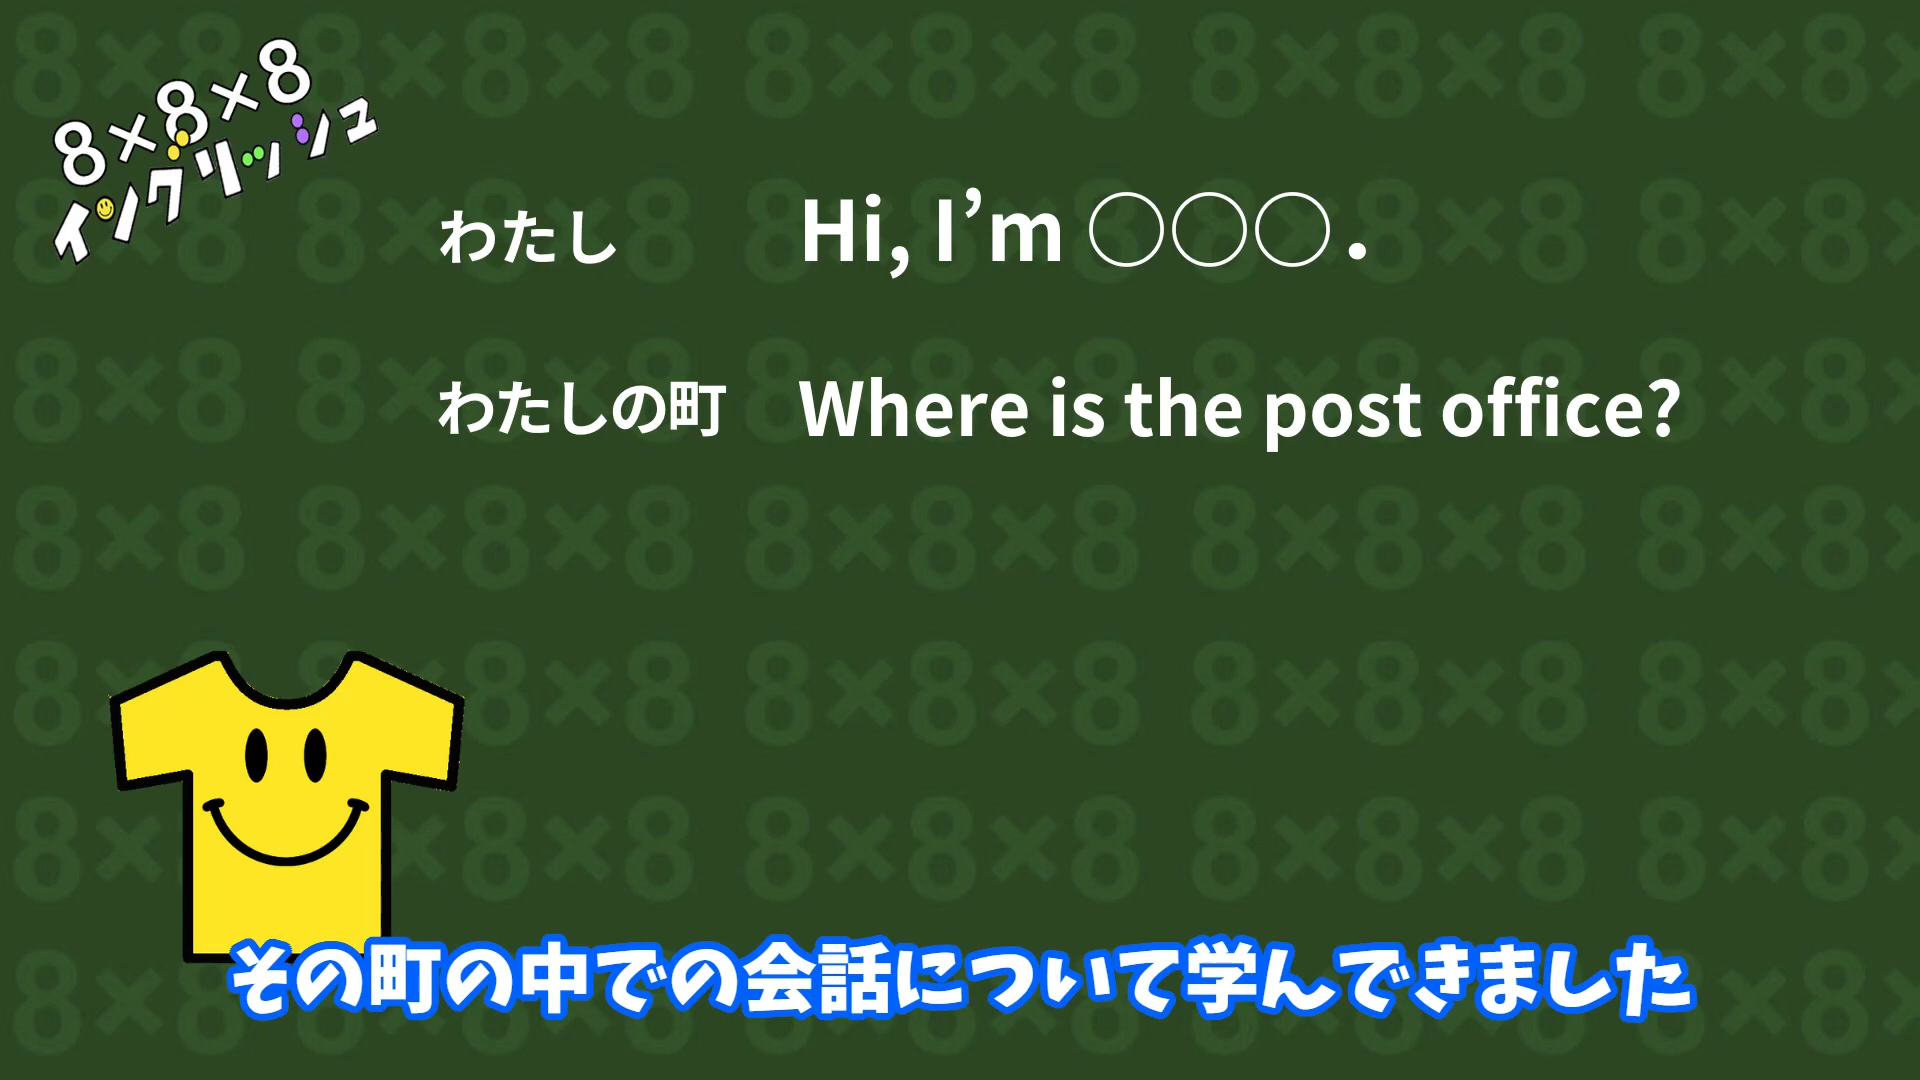 8×8×8
イングリッシュ
わたし Hi, I’m ○○○.
わたしの町 Where is the post office?
その町の中での会話について学んできました